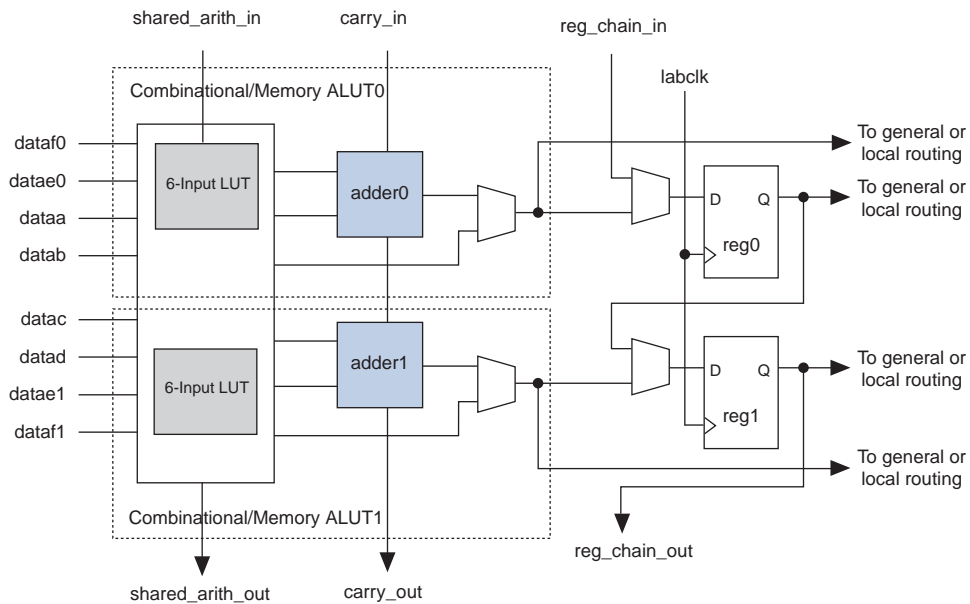 shared_arith_in
carry_in
reg_chain_in
labclk
Combinational/Memory ALUT0
dataf0
datae0
dataa
datab
6-Input LUT
adder0
D
Q
reg0
To general or
local routing
To general or
local routing
datac
datad
datae1
dataf1
6-Input LUT
adder1
D
Q
reg1
To general or
local routing
To general or
local routing
Combinational/Memory ALUT1
reg_chain_out
shared_arith_out
carry_out